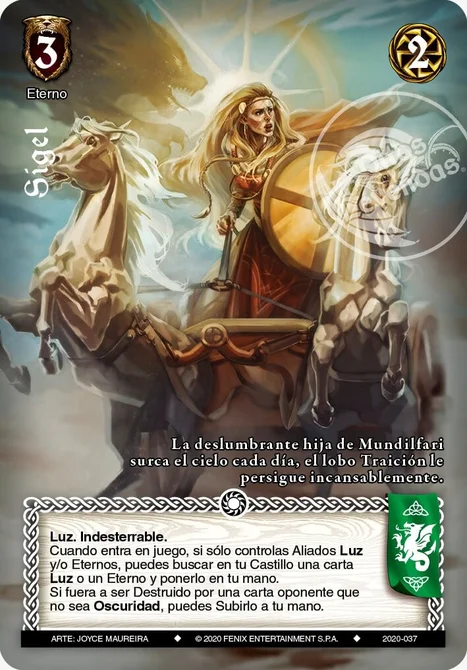 3
2
Eterno
Sigel
La deslumbrante hija de Mundilfari
surca el cielo cada día, el lobo Traición le
persigue incansablemente.
Luz. Indesterrable.
Cuando entra en juego, si sólo controlas Aliados Luz
y/o Eternos, puedes buscar en tu Castillo una carta
Luz o un Eterno y ponerlo en tu mano.
Si fuera a ser Destruido por una carta oponente que
no sea Oscuridad, puedes Subirlo a tu mano.
ARTE: JOYCE MAUREIRA ◆ © 2020 FENIX ENTERTAINMENT S.P.A. ◆ 2020-037